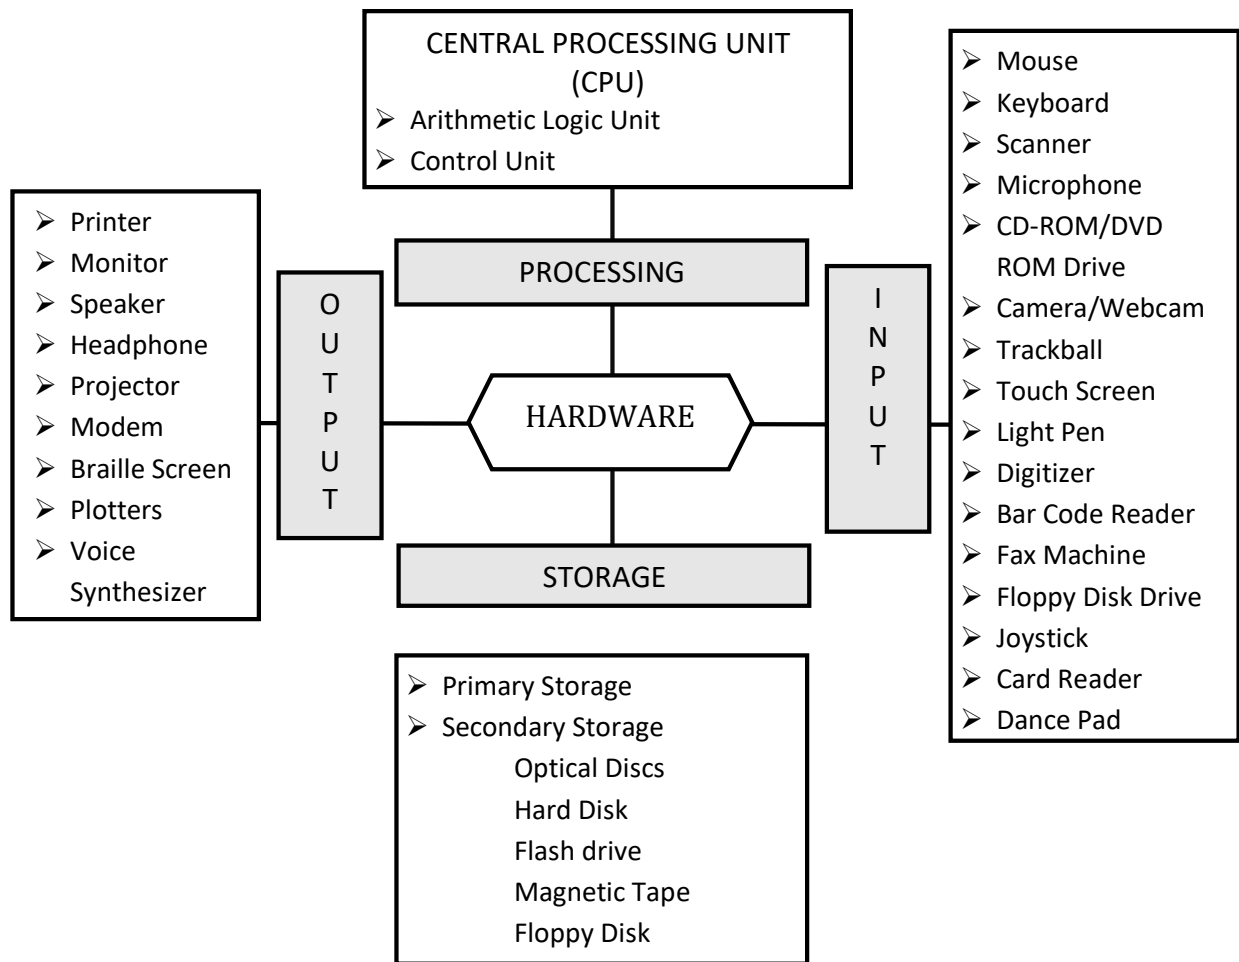 CENTRAL PROCESSING UNIT
(CPU)
➢ Arithmetic Logic Unit
➢ Control Unit
PROCESSING
➢ Printer
➢ Monitor
➢ Speaker
➢ Headphone
➢ Projector
➢ Modem
➢ Braille Screen
➢ Plotters
➢ Voice
Synthesizer
O
U
T
P
U
T
HARDWARE
I
N
P
U
T
➢ Mouse
➢ Keyboard
➢ Scanner
➢ Microphone
➢ CD-ROM/DVD
ROM Drive
➢ Camera/Webcam
➢ Trackball
➢ Touch Screen
➢ Light Pen
➢ Digitizer
➢ Bar Code Reader
➢ Fax Machine
➢ Floppy Disk Drive
➢ Joystick
➢ Card Reader
➢ Dance Pad
STORAGE
➢ Primary Storage
➢ Secondary Storage
Optical Discs
Hard Disk
Flash drive
Magnetic Tape
Floppy Disk